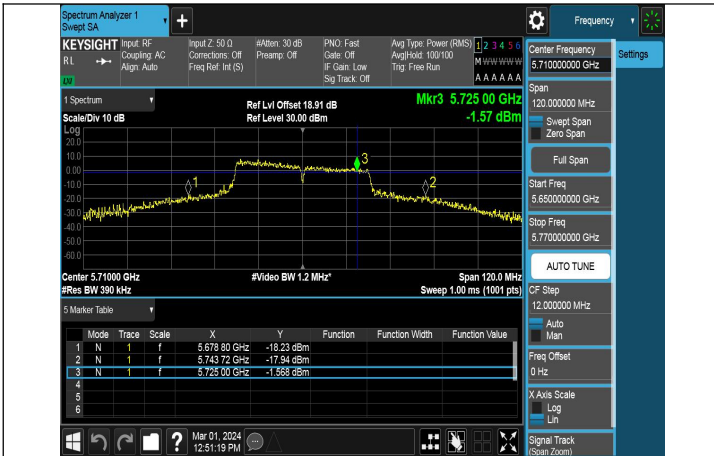 Spectrum Analyzer 1
Swept SA
Frequency
KEYSIGHT
RL
Input: RF
Coupling: AC
Align: Auto
Input Z: 50 Ω
Corrections: Off
Freq Ref: Int (S)
#Atten: 30 dB
Preamp: Off
PNO: Fast
Gate: Off
IF Gain: Low
Sig Track: Off
Avg Type: Power (RMS)
Avg|Hold: 100/100
Trig: Free Run
1 2 3 4 5 6
M W W W W W
A A A A A A
LXI
1 Spectrum
Scale/Div 10 dB
Ref Lvl Offset 18.91 dB
Ref Level 30.00 dBm
Mkr3 5.725 00 GHz
-1.57 dBm
Log
20.0
10.0
0.00
-10.0
-20.0
-30.0
-40.0
-50.0
-60.0
1
2
3
Center 5.71000 GHz
#Res BW 390 kHz
#Video BW 1.2 MHz*
Span 120.0 MHz
Sweep 1.00 ms (1001 pts)
5 Marker Table
Mode Trace Scale X Y Function Function Width Function Value
1 N 1 f 5.678 80 GHz -18.23 dBm
2 N 1 f 5.743 72 GHz -17.94 dBm
3 N 1 f 5.725 00 GHz -1.568 dBm
4
5
6
Mar 01, 2024
12:51:19 PM
Center Frequency
5.710000000 GHz
Settings
Span
120.000000 MHz
Swept Span
Zero Span
Full Span
Start Freq
5.650000000 GHz
Stop Freq
5.770000000 GHz
AUTO TUNE
CF Step
12.000000 MHz
Auto
Man
Freq Offset
0 Hz
X Axis Scale
Log
Lin
Signal Track
(Span Zoom)